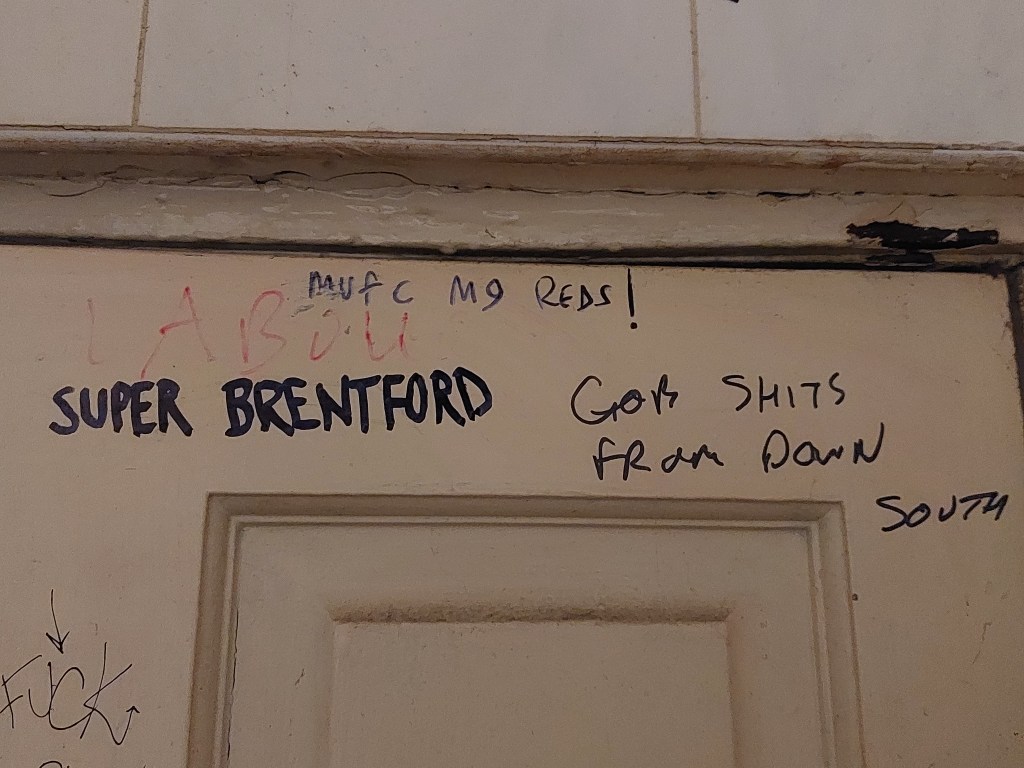 MUFC M9 REDS!
LABOU
SUPER BRENTFORD
GOB SHITS
FROM DOWN
SOUTH
FUCK